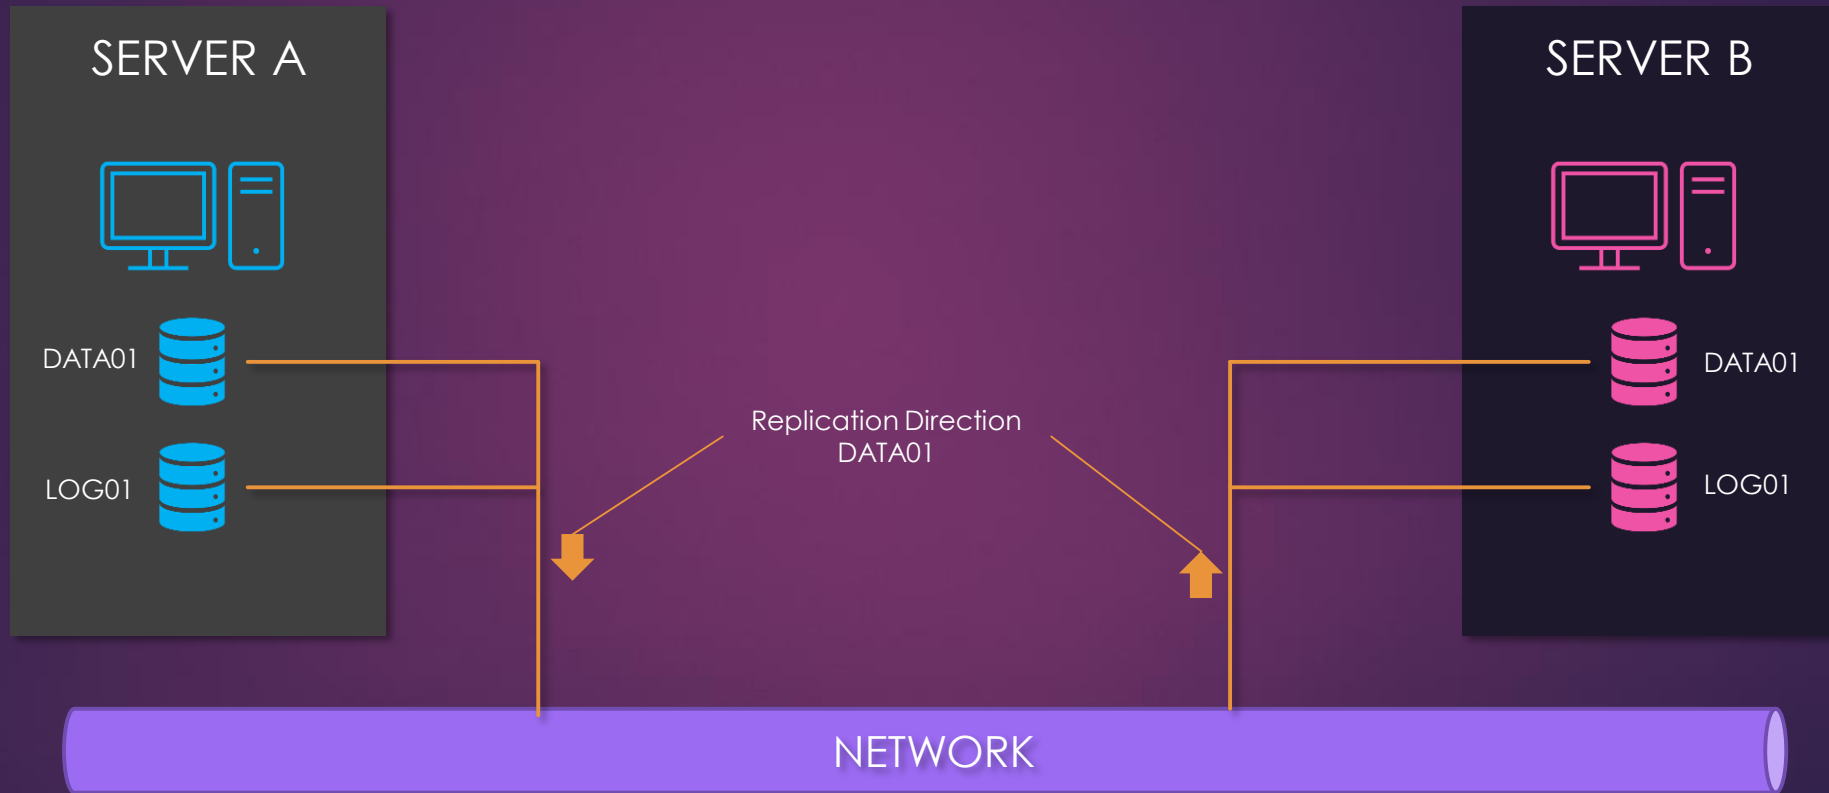 SERVER A
SERVER B
DATA01
DATA01
Replication Direction
DATA01
LOG01
LOG01
NETWORK